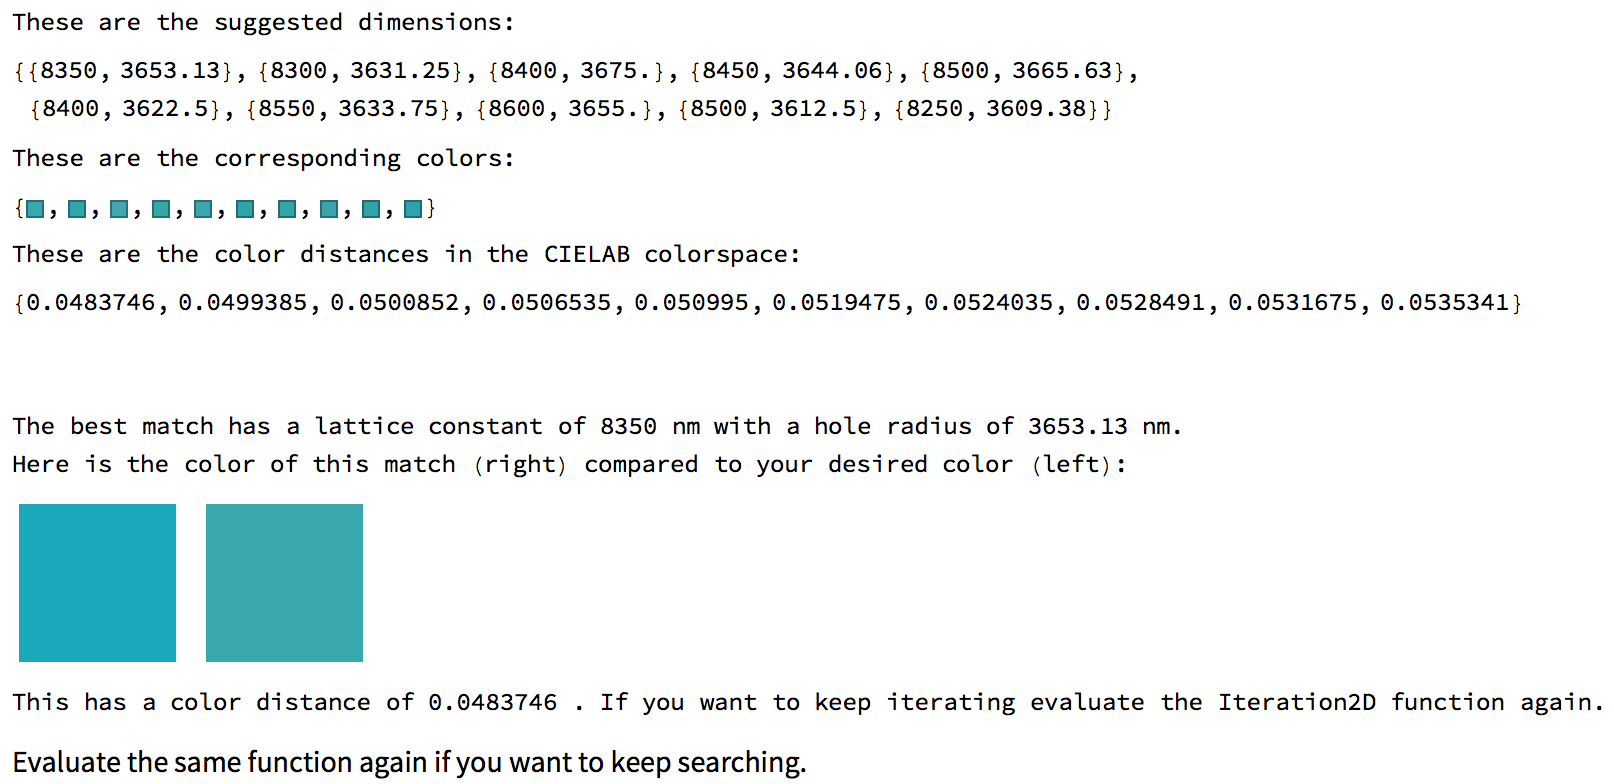 These are the suggested dimensions:
{{8350, 3653.13}, {8300, 3631.25}, {8400, 3675.}, {8450, 3644.06}, {8500, 3665.63},
{8400, 3622.5}, {8550, 3633.75}, {8600, 3655.}, {8500, 3612.5}, {8250, 3609.38}}
These are the corresponding colors:
{ , , , , , , , , , }
These are the color distances in the CIELAB colorspace:
{0.0483746, 0.0499385, 0.0500852, 0.0506535, 0.050995, 0.0519475, 0.0524035, 0.0528491, 0.0531675, 0.0535341}
The best match has a lattice constant of 8350 nm with a hole radius of 3653.13 nm.
Here is the color of this match (right) compared to your desired color (left):
This has a color distance of 0.0483746 . If you want to keep iterating evaluate the Iteration2D function again.
Evaluate the same function again if you want to keep searching.